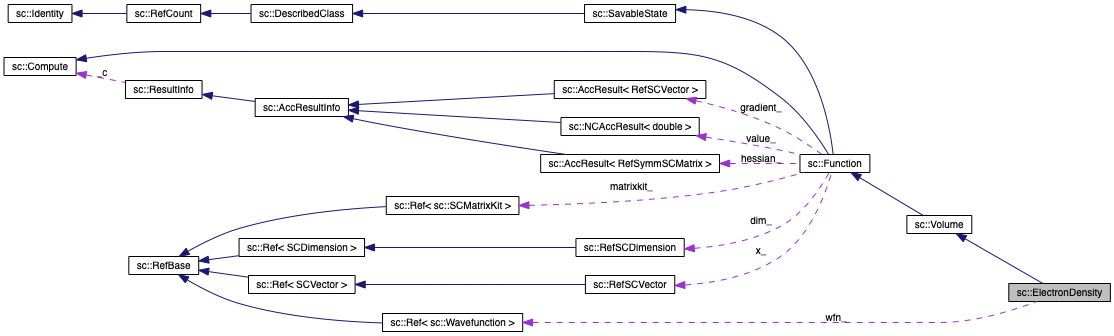 sc::Identity
sc::RefCount
sc::DescribedClass
sc::SavableState
sc::Compute
_c
sc::ResultInfo
sc::AccResultInfo
sc::AccResult< RefSCVector >
gradient_
sc::NCAccResult< double >
value_
sc::AccResult< RefSymmSCMatrix >
hessian_
sc::Function
matrixkit_
sc::Ref< sc::SCMatrixKit >
dim_
sc::Volume
sc::Ref< SCDimension >
sc::RefSCDimension
x_
sc::RefBase
sc::Ref< SCVector >
sc::RefSCVector
sc::ElectronDensity
wfn_
sc::Ref< sc::Wavefunction >